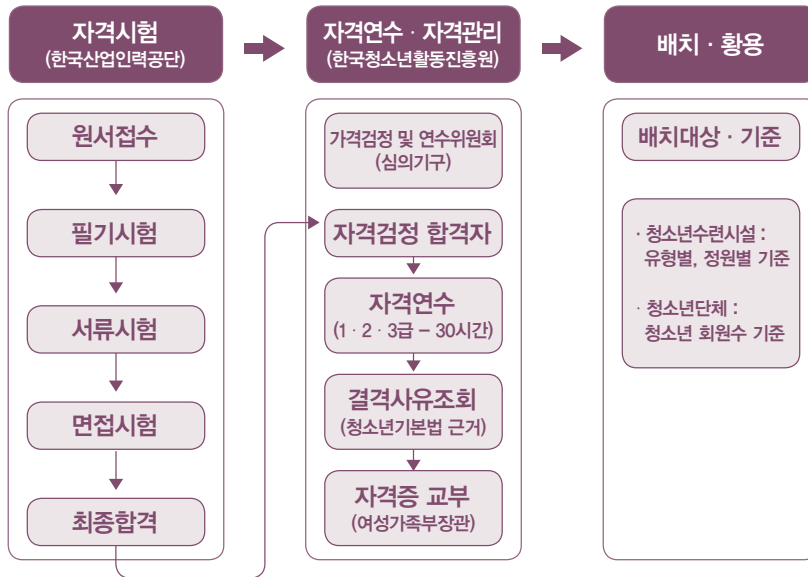 자격시험
(한국산업인력공단)
원서접수
필기시험
서류시험
면접시험
최종합격
자격연수 · 자격관리
(한국청소년활동진흥원)
가격검정 및 연수위원회
(심의기구)
자격검정 합격자
자격연수
(1 · 2 · 3급 – 30시간)
결격사유조회
(청소년기본법 근거)
자격증 교부
(여성가족부장관)
배치 · 황용
배치대상 · 기준
· 청소년수련시설 :
유형별, 정원별 기준
· 청소년단체 :
청소년 회원수 기준